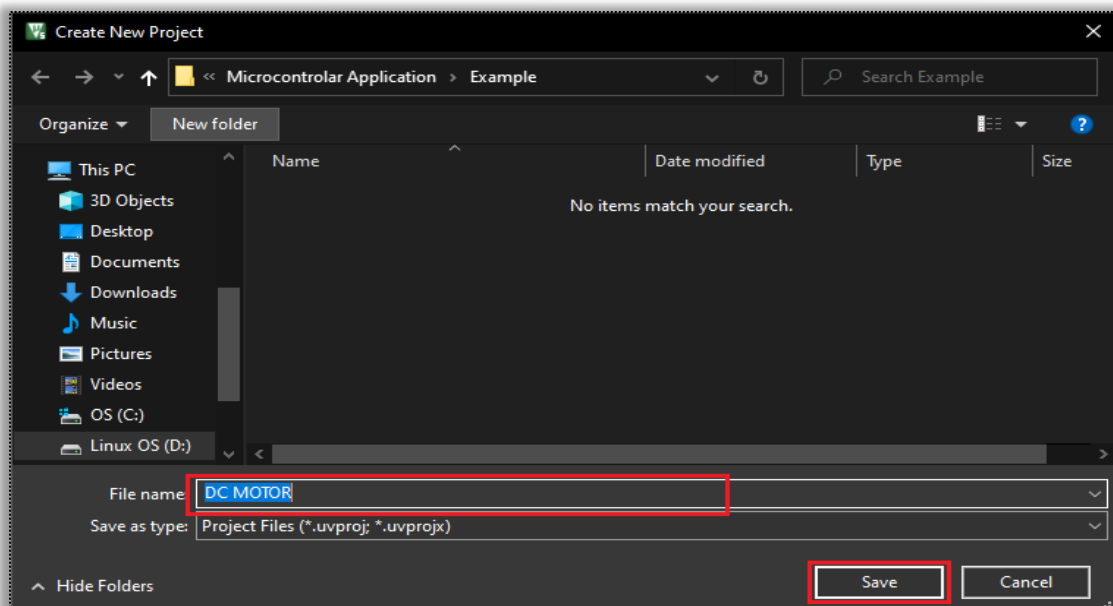 Create New Project
« Microcontrolar Application › Example
Search Example
Organize
New folder
?
This PC
3D Objects
Desktop
Documents
Downloads
Music
Pictures
Videos
OS (C:)
Linux OS (D:)
Name
Date modified
Type
Size
No items match your search.
File name:
DC MOTOR
Save as type:
Project Files (*.uvproj; *.uvprojx)
Hide Folders
Save
Cancel